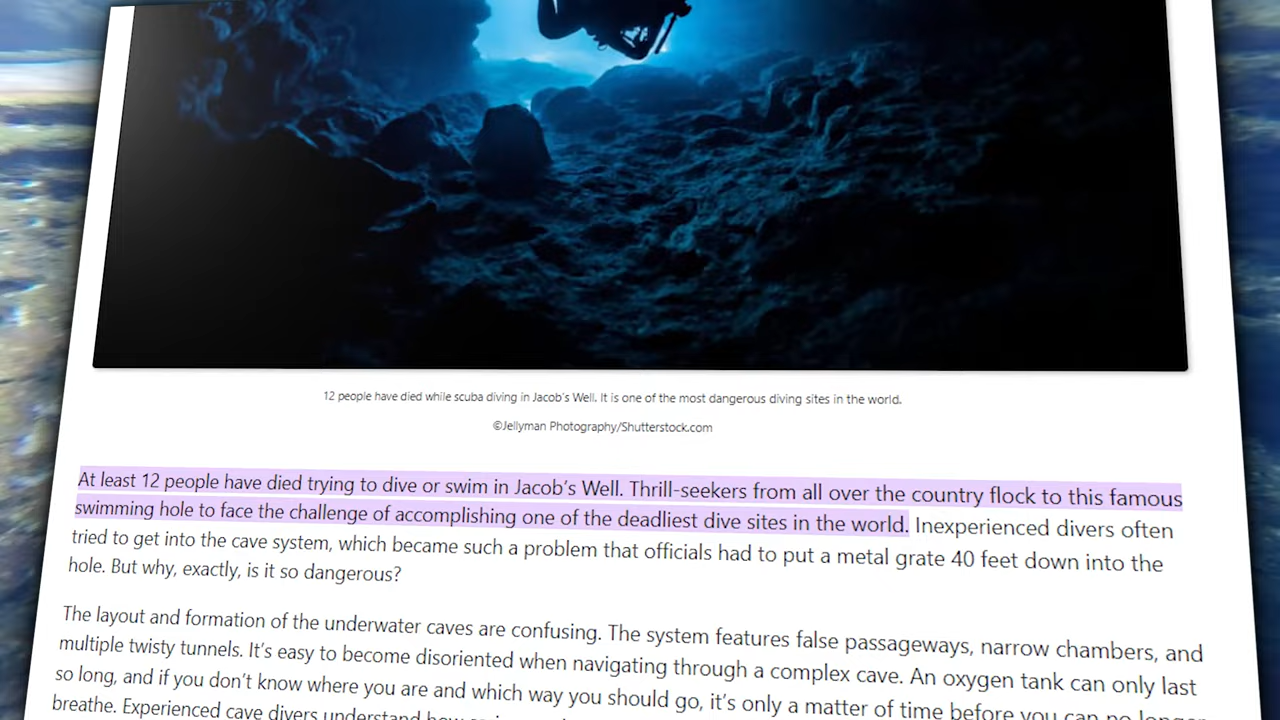 12 people have died while scuba diving in Jacob's Well. It is one of the most dangerous diving sites in the world.
©Jellyman Photography/Shutterstock.com
At least 12 people have died trying to dive or swim in Jacob's Well. Thrill-seekers from all over the country flock to this famous
swimming hole to face the challenge of accomplishing one of the deadliest dive sites in the world. Inexperienced divers often
tried to get into the cave system, which became such a problem that officials had to put a metal grate 40 feet down into the
hole. But why, exactly, is it so dangerous?
The layout and formation of the underwater caves are confusing. The system features false passageways, narrow chambers, and
multiple twisty tunnels. It's easy to become disoriented when navigating through a complex cave. An oxygen tank can only last
so long, and if you don't know where you are and which way you should go, it's only a matter of time before you can no longer
breathe. Experienced cave divers understand how